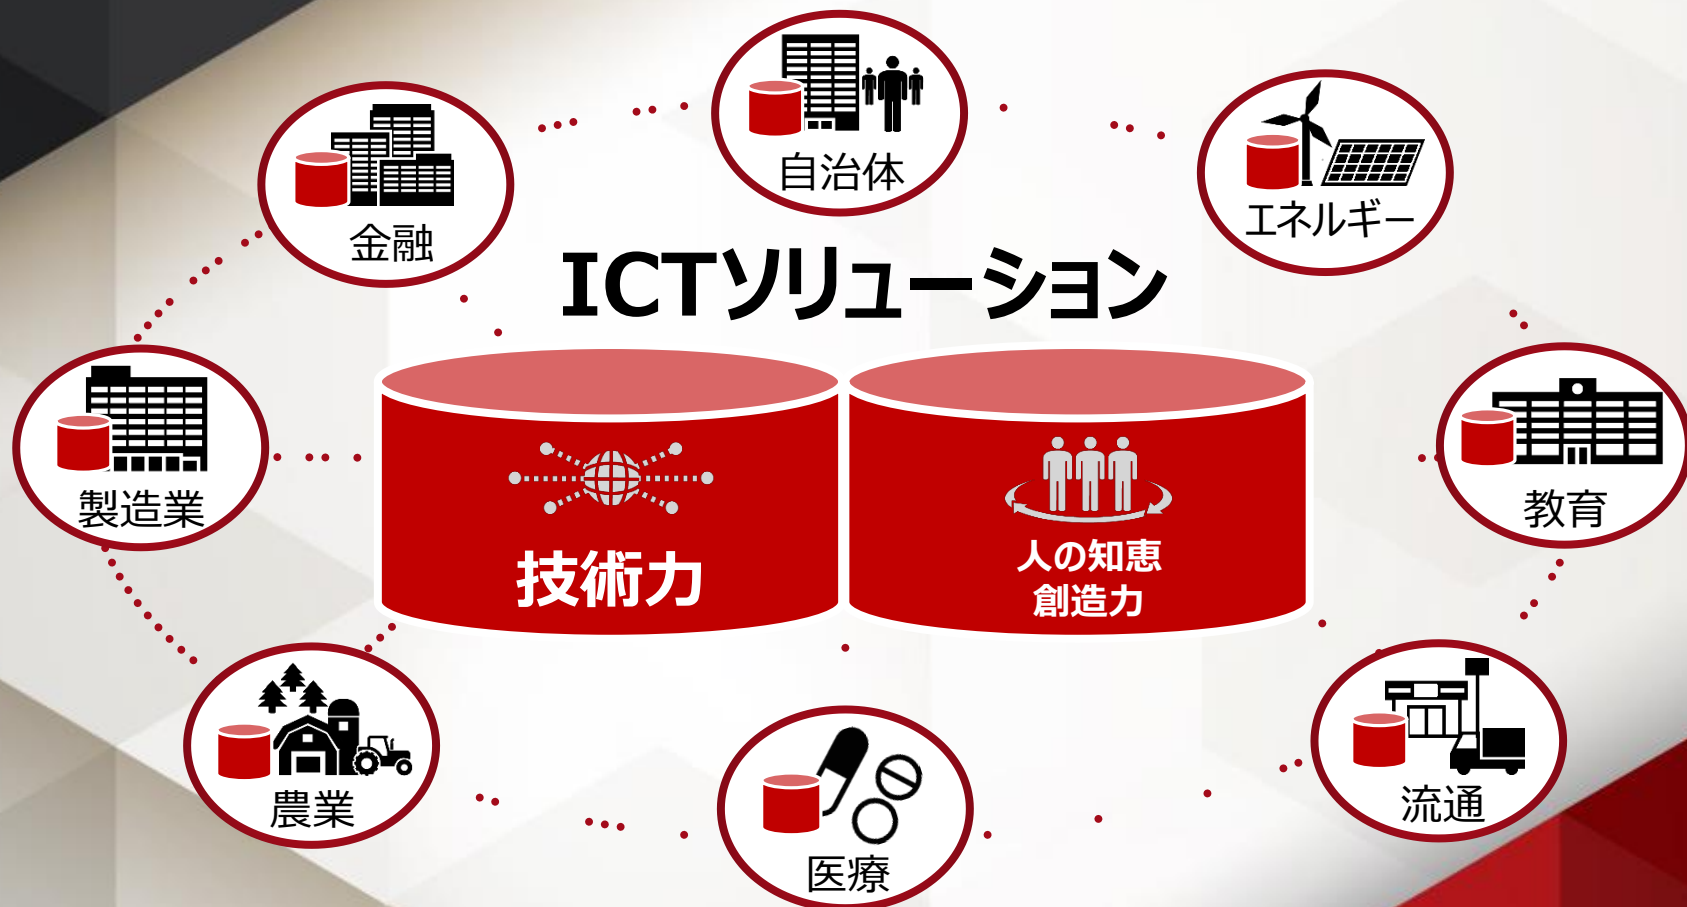 自治体
金融
エネルギー
ICTソリューション
製造業
教育
技術力
人の知恵
創造力
農業
流通
医療